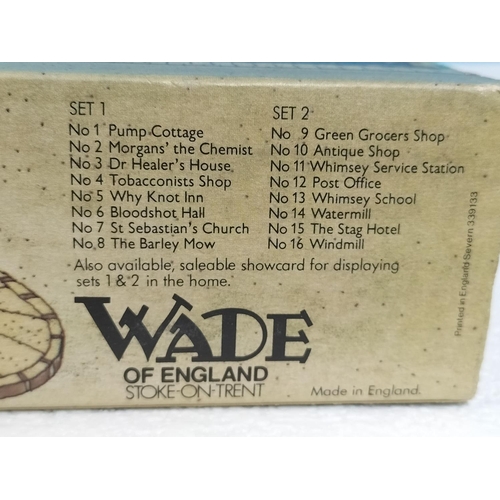 SET 1
No 1 Pump Cottage
No 2 Morgans' the Chemist
No 3 Dr Healer's House
No 4 Tobacconists Shop
No 5 Why Knot Inn
No 6 Bloodshot Hall
No 7 St Sebastian's Church
No 8 The Barley Mow
SET 2
No 9 Green Grocers Shop
No 10 Antique Shop
No 11 Whimsey Service Station
No 12 Post Office
No 13 Whimsey School
No 14 Watermill
No 15 The Stag Hotel
No 16 Windmill
Also available, saleable showcard for displaying
sets 1 & 2 in the home.
WADE
OF ENGLAND
STOKE-ON-TRENT
Made in England.
Printed in England Severn 339133